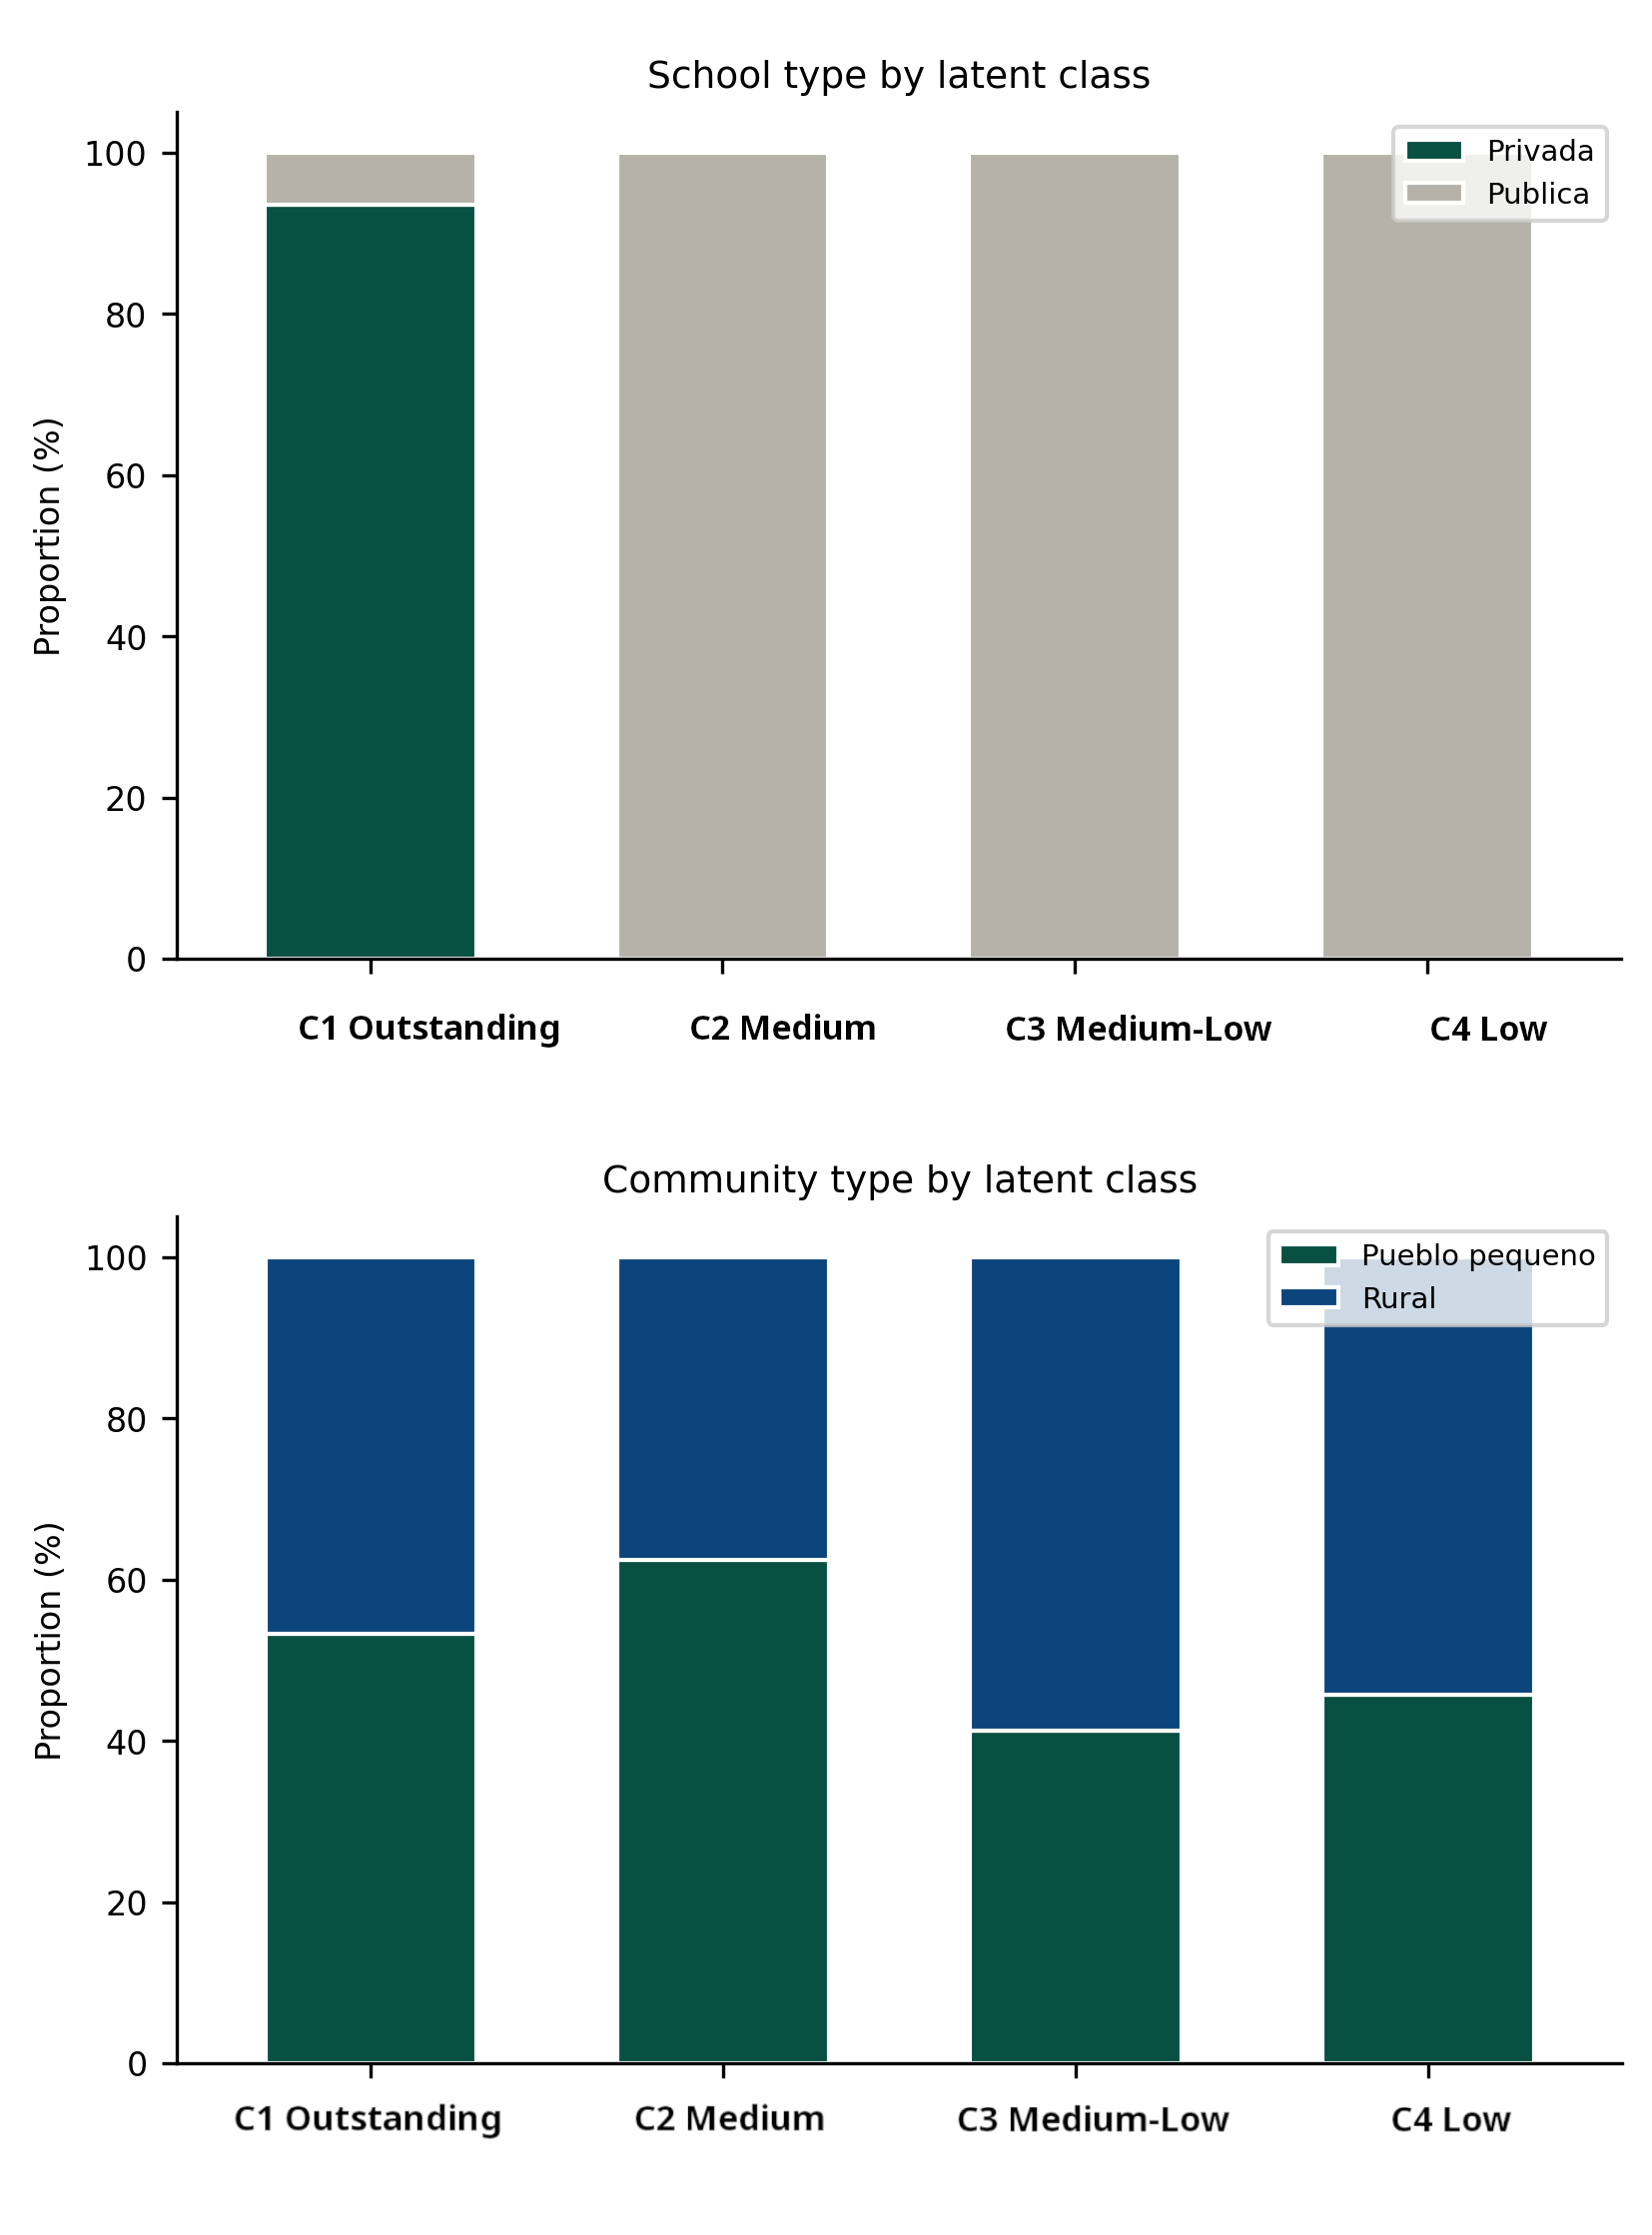 School type by latent class
Privada
Publica
100
80
60
40
20
0
Proportion (%)
C1 Outstanding
C2 Medium
C3 Medium-Low
C4 Low
Community type by latent class
Pueblo pequeno
Rural
100
80
60
40
20
0
Proportion (%)
C1 Outstanding
C2 Medium
C3 Medium-Low
C4 Low